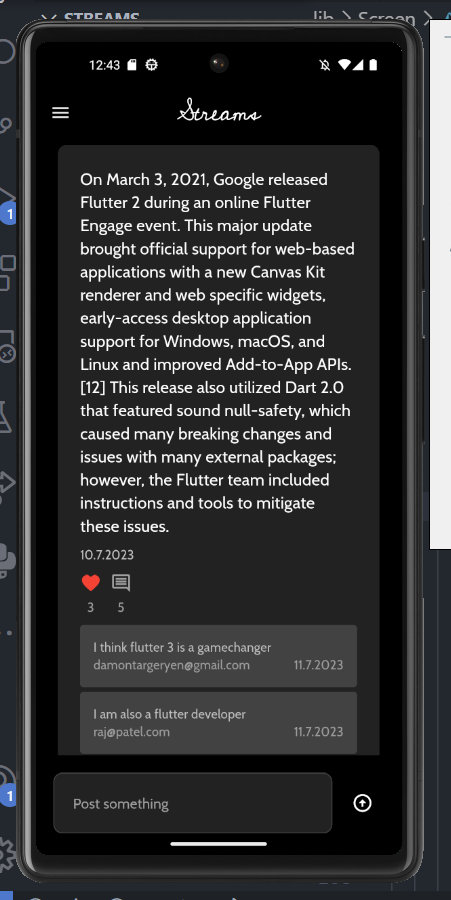 STREAMS
lib > Screen >
12:43
Streams
On March 3, 2021, Google released
Flutter 2 during an online Flutter
Engage event. This major update
brought official support for web-based
applications with a new Canvas Kit
renderer and web specific widgets,
early-access desktop application
support for Windows, macOS, and
Linux and improved Add-to-App APIs.
[12] This release also utilized Dart 2.0
that featured sound null-safety, which
caused many breaking changes and
issues with many external packages;
however, the Flutter team included
instructions and tools to mitigate
these issues.
10.7.2023
3 5
I think flutter 3 is a gamechanger
damontargeryen@gmail.com 11.7.2023
I am also a flutter developer
raj@patel.com 11.7.2023
Post something
1
1